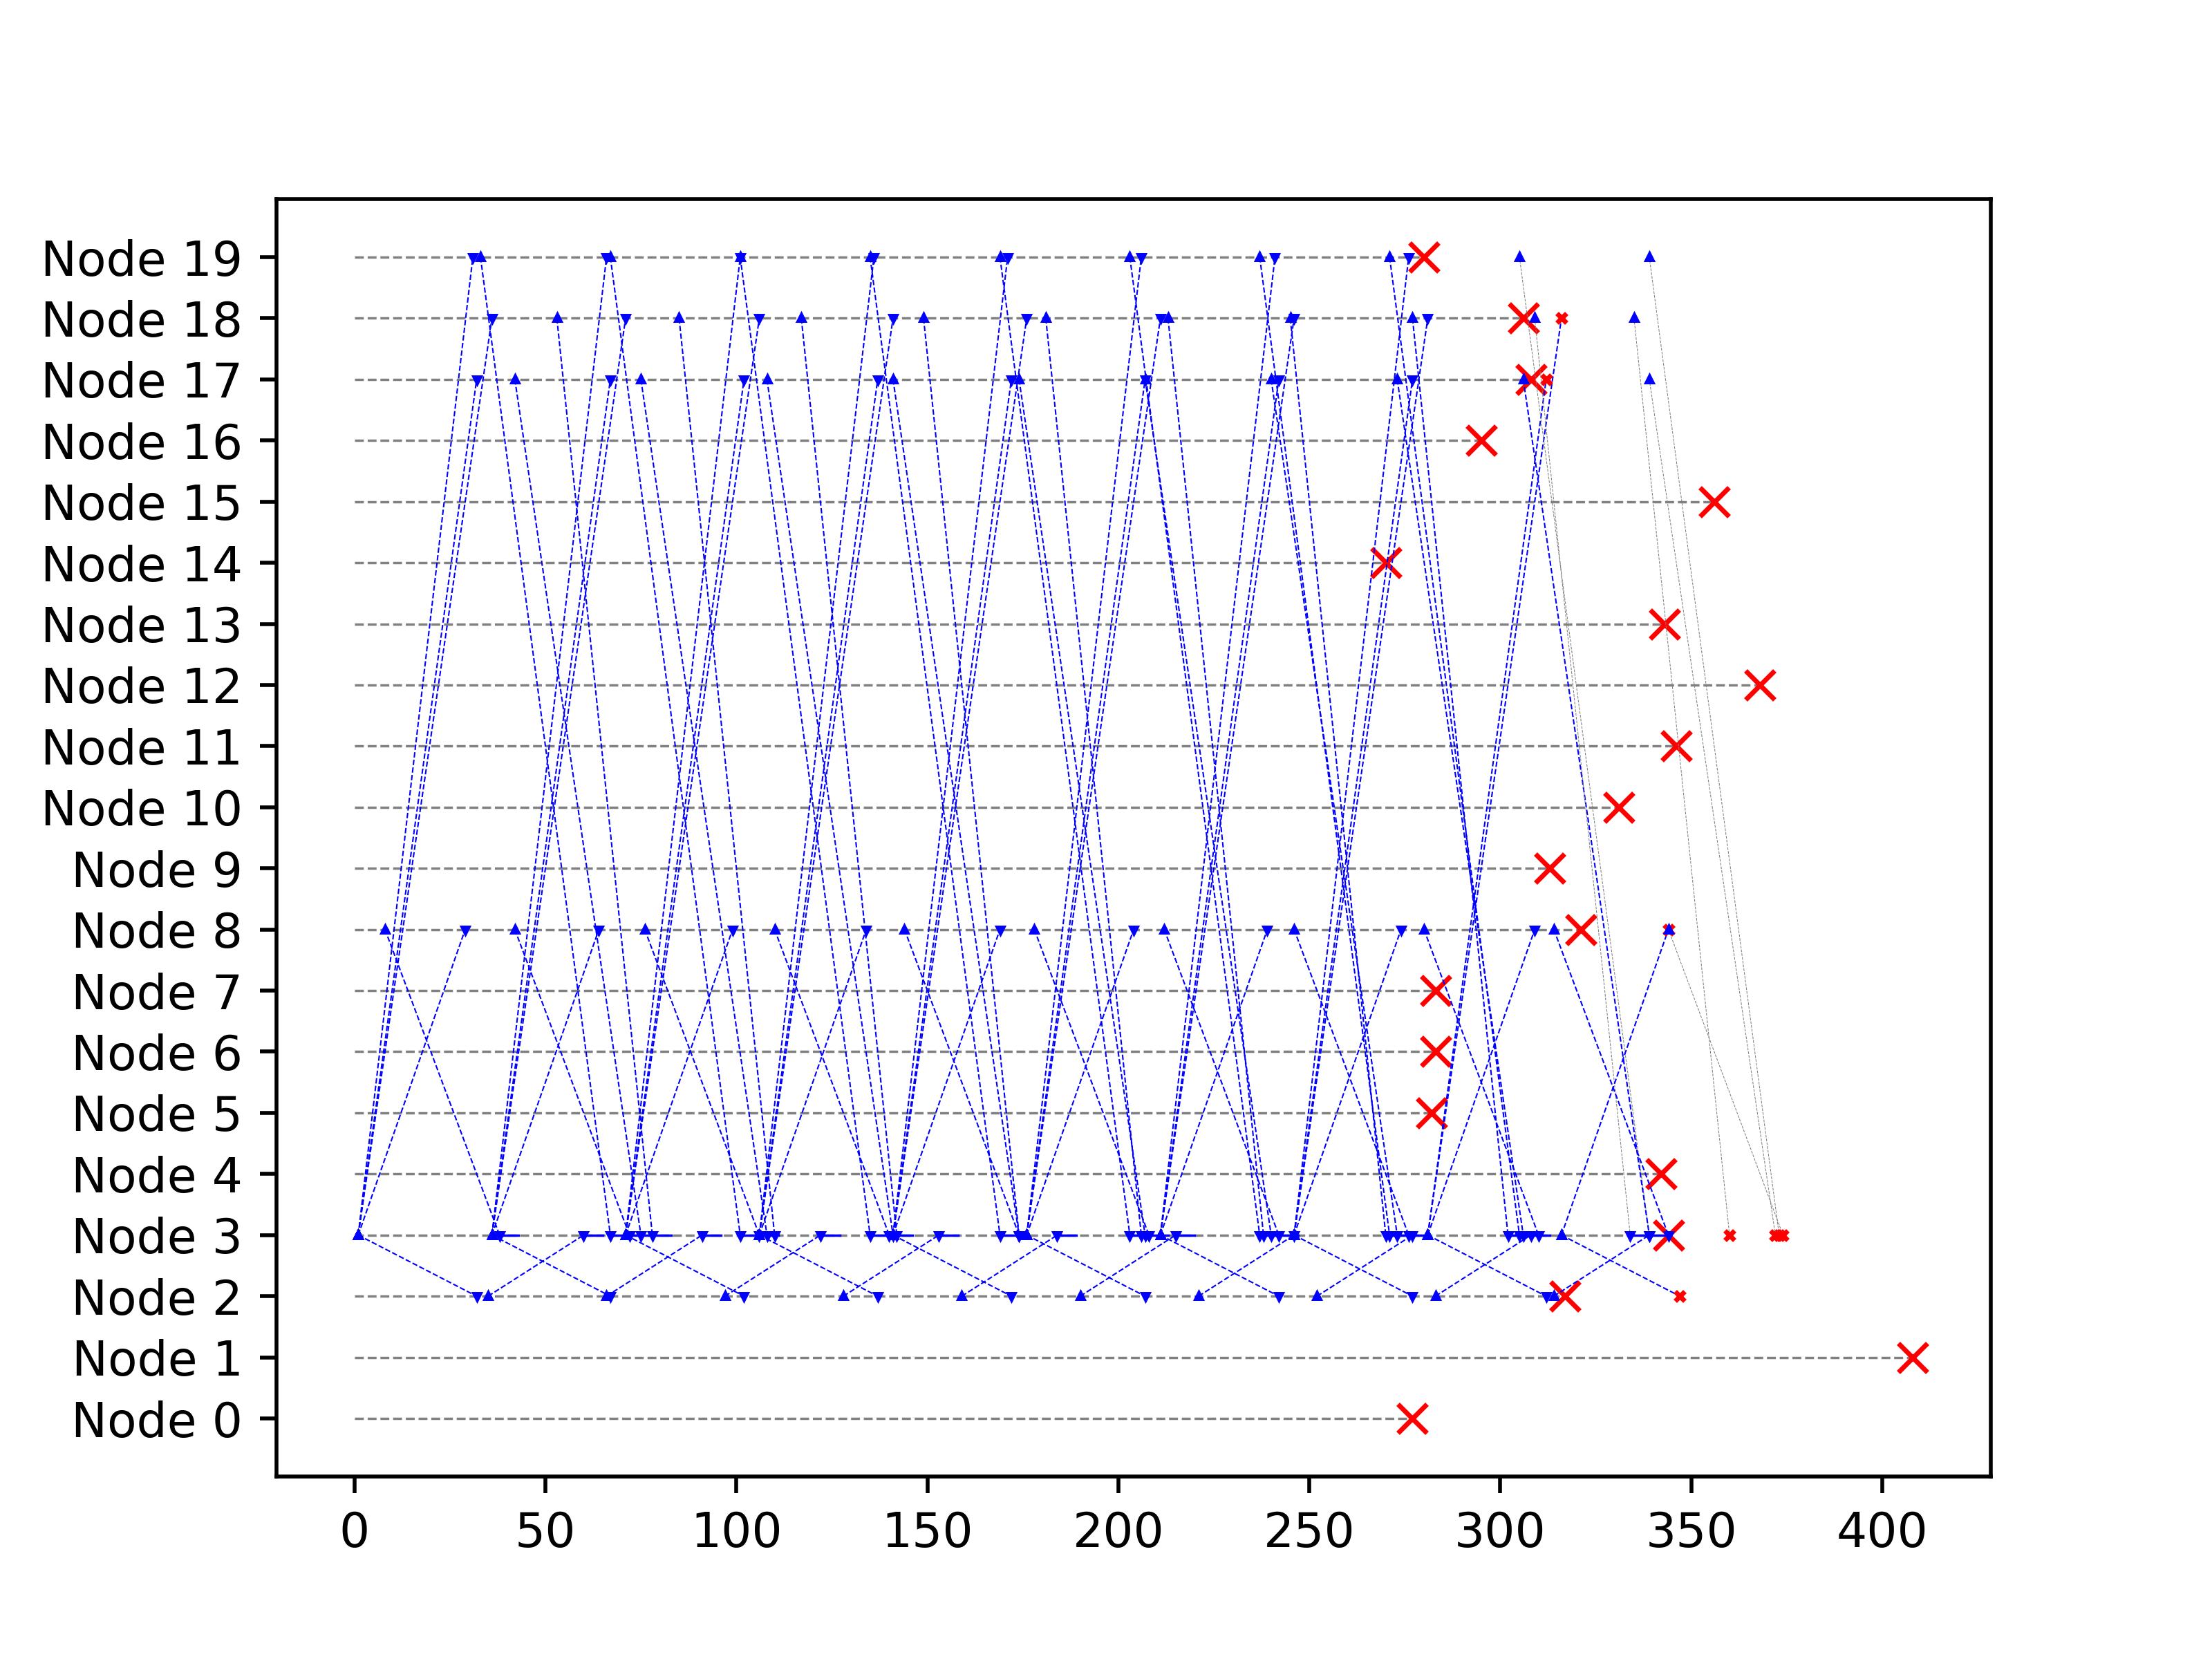 Node 19
Node 18
Node 17
Node 16
Node 15
Node 14
Node 13
Node 12
Node 11
Node 10
Node 9
Node 8
Node 7
Node 6
Node 5
Node 4
Node 3
Node 2
Node 1
Node 0
0 50 100 150 200 250 300 350 400